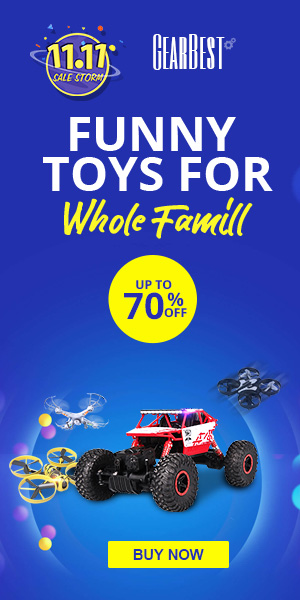 11.11
SALE STORM
GEARBEST
FUNNY
TOYS FOR
Whole Famill
UP TO
70%
OFF
BUY NOW